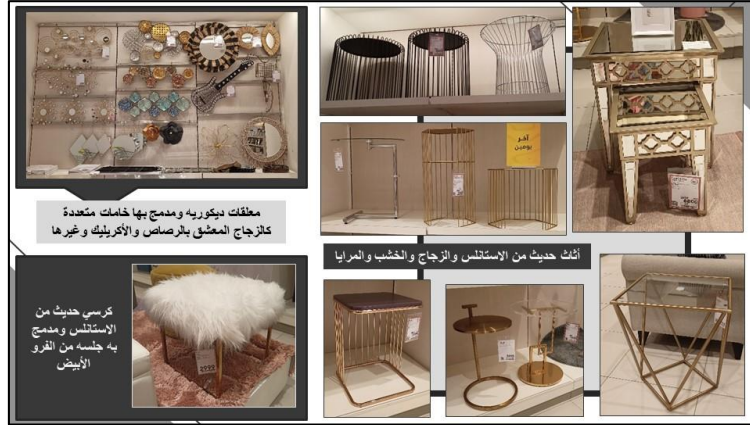 معلقات ديكوريه ومدمج بها خامات متعددة
كالزجاج المعشق بالرصاص والأكريليك وغيرها
آخر
يومين
أثاث حديث من الاستانلس والزجاج والخشب والمرايا
كرسي حديث من
الاستانلس ومدمج
به جلسه من الفرو
الأبيض